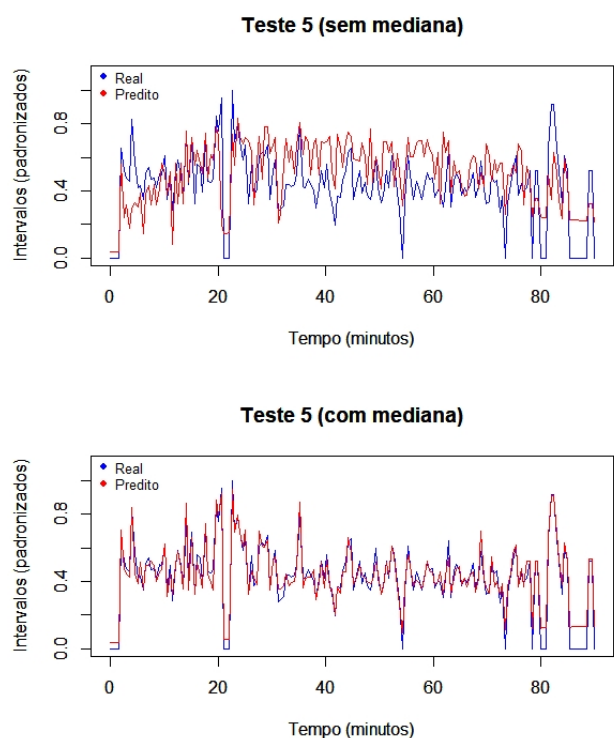 Teste 5 (sem mediana)
Real
Predito
Intervalos (padronizados)
0.0 0.4 0.8
0 20 40 60 80
Tempo (minutos)
Teste 5 (com mediana)
Real
Predito
Intervalos (padronizados)
0.0 0.4 0.8
0 20 40 60 80
Tempo (minutos)